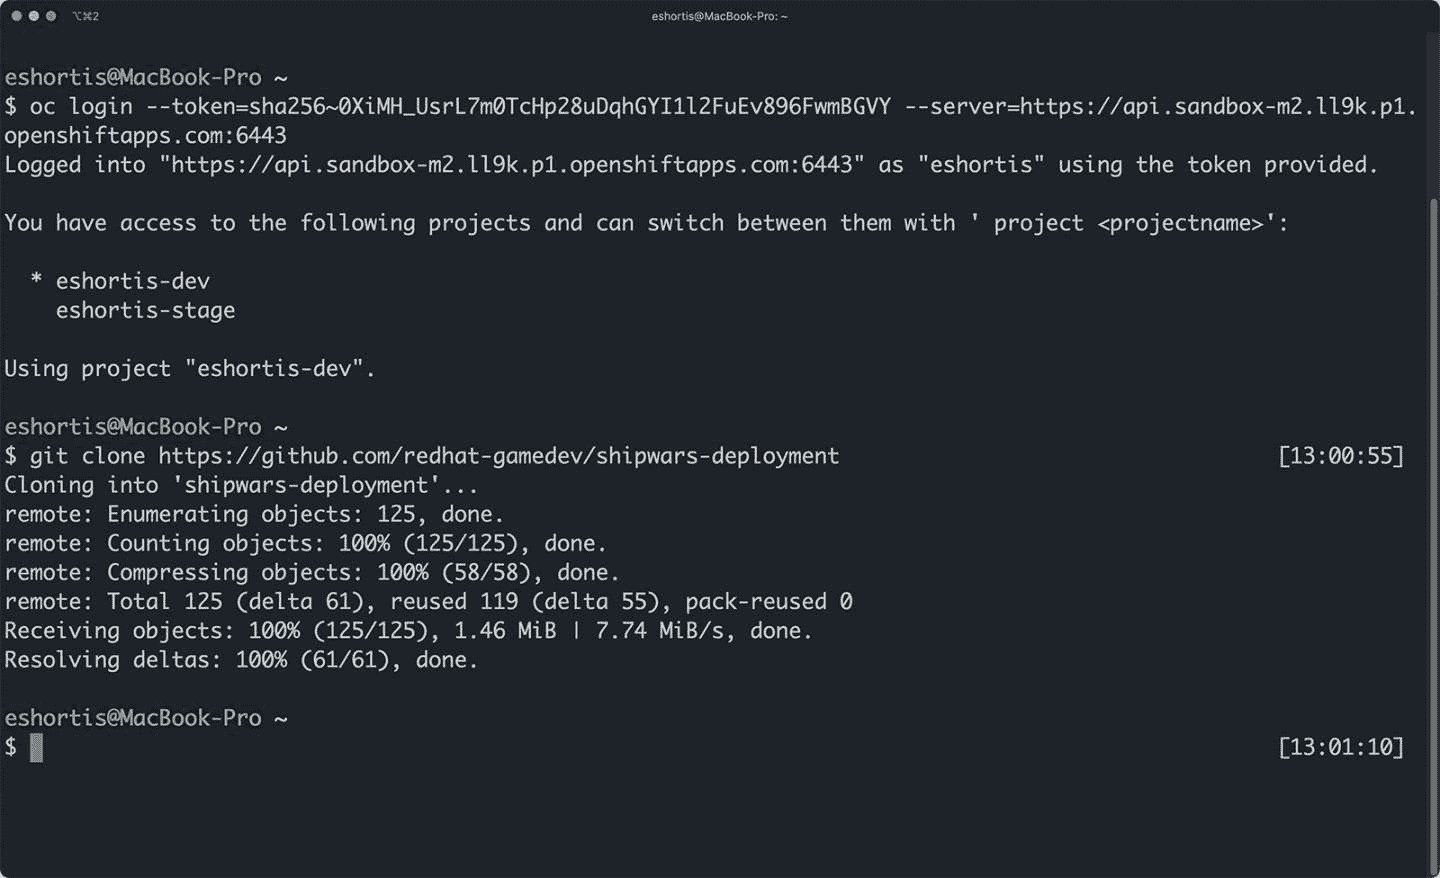 ⌥⌘2
eshortis@MacBook-Pro: ~
eshortis@MacBook-Pro ~
$ oc login --token=sha256~0XiMH_UsrL7m0TcHp28uDqhGYI1l2FuEv896FwmBGVY --server=https://api.sandbox-m2.ll9k.p1.
openshiftapps.com:6443
Logged into "https://api.sandbox-m2.ll9k.p1.openshiftapps.com:6443" as "eshortis" using the token provided.
You have access to the following projects and can switch between them with ' project <projectname>':
* eshortis-dev
eshortis-stage
Using project "eshortis-dev".
eshortis@MacBook-Pro ~
$ git clone https://github.com/redhat-gamedev/shipwars-deployment [13:00:55]
Cloning into 'shipwars-deployment'...
remote: Enumerating objects: 125, done.
remote: Counting objects: 100% (125/125), done.
remote: Compressing objects: 100% (58/58), done.
remote: Total 125 (delta 61), reused 119 (delta 55), pack-reused 0
Receiving objects: 100% (125/125), 1.46 MiB | 7.74 MiB/s, done.
Resolving deltas: 100% (61/61), done.
eshortis@MacBook-Pro ~
$ [13:01:10]